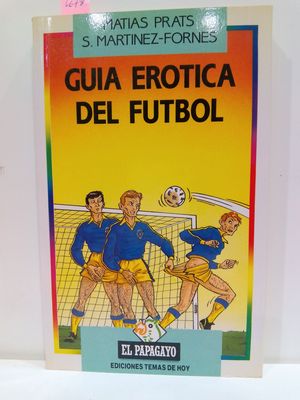 MATIAS PRATS
S. MARTINEZ-FORNES
GUIA EROTICA
DEL FUTBOL
EL PAPAGAYO
EDICIONES TEMAS DE HOY